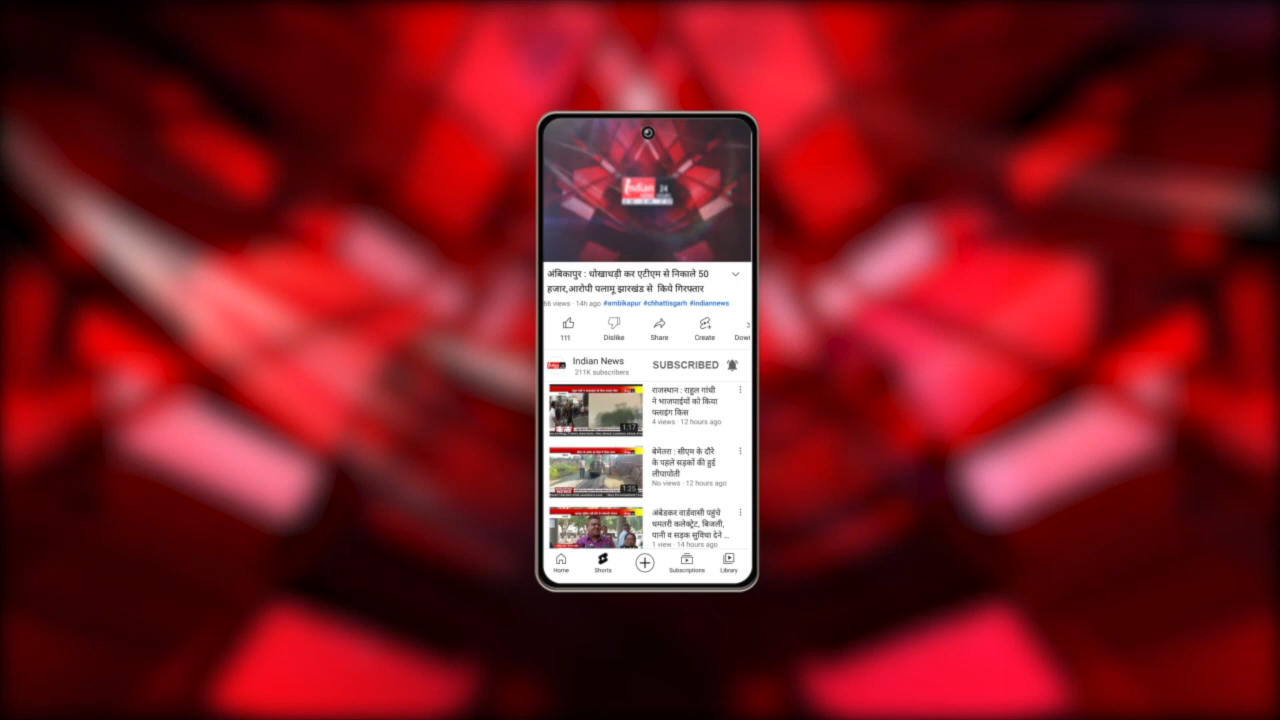 Indian 24
अंबिकापुर : धोखाधड़ी कर एटीएम से निकाले 50
हजार,आरोपी पलामू झारखंड से किये गिरफ्तार
66 views · 14h ago #ambikapur #chhattisgarh #indiannews
111
Dislike
Share
Create
Down
Indian News
211K subscribers
SUBSCRIBED
राजस्थान : राहुल गांधी
ने भाजपाईयों को किया
फ्लाइंग किस
4 views · 12 hours ago
1:17
बेमेतरा : सीएम के दौरे
के पहले सड़कों की हुई
लीपापोती
No views · 12 hours ago
NEWS
1:25
अंबेडकर वार्डवासी पहुंचे
धमतरी कलेक्ट्रेट, बिजली,
पानी व सड़क सुविधा देने ...
1 view · 14 hours ago
Home
Shorts
Subscriptions
Library